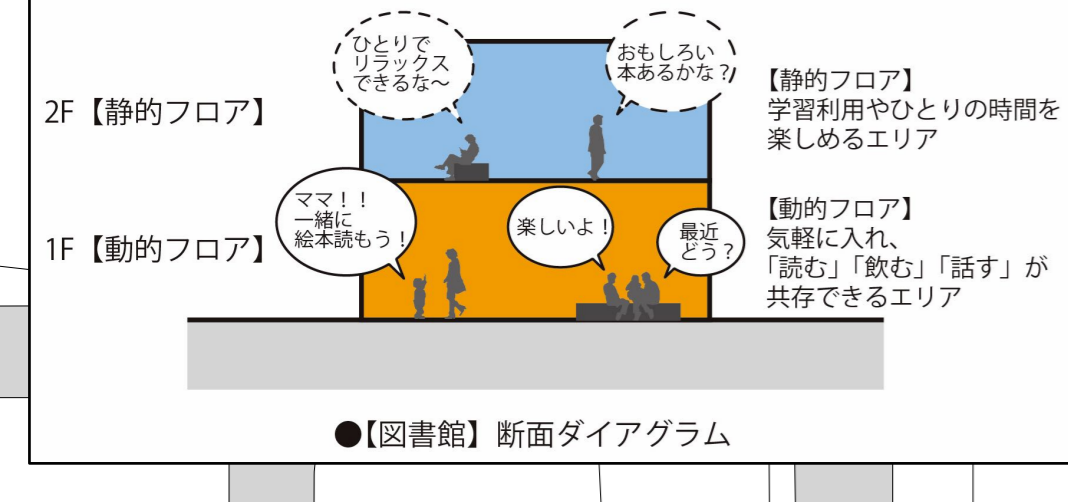 ひとりで
リラックス
できるな～
おもしろい
本あるかな？
2F【静的フロア】
【静的フロア】
学習利用やひとりの時間を
楽しめるエリア
ママ！！
一緒に
絵本読もう！
楽しいよ！
最近
どう？
1F【動的フロア】
【動的フロア】
気軽に入れ、
「読む」「飲む」「話す」が
共存できるエリア
●【図書館】断面ダイアグラム